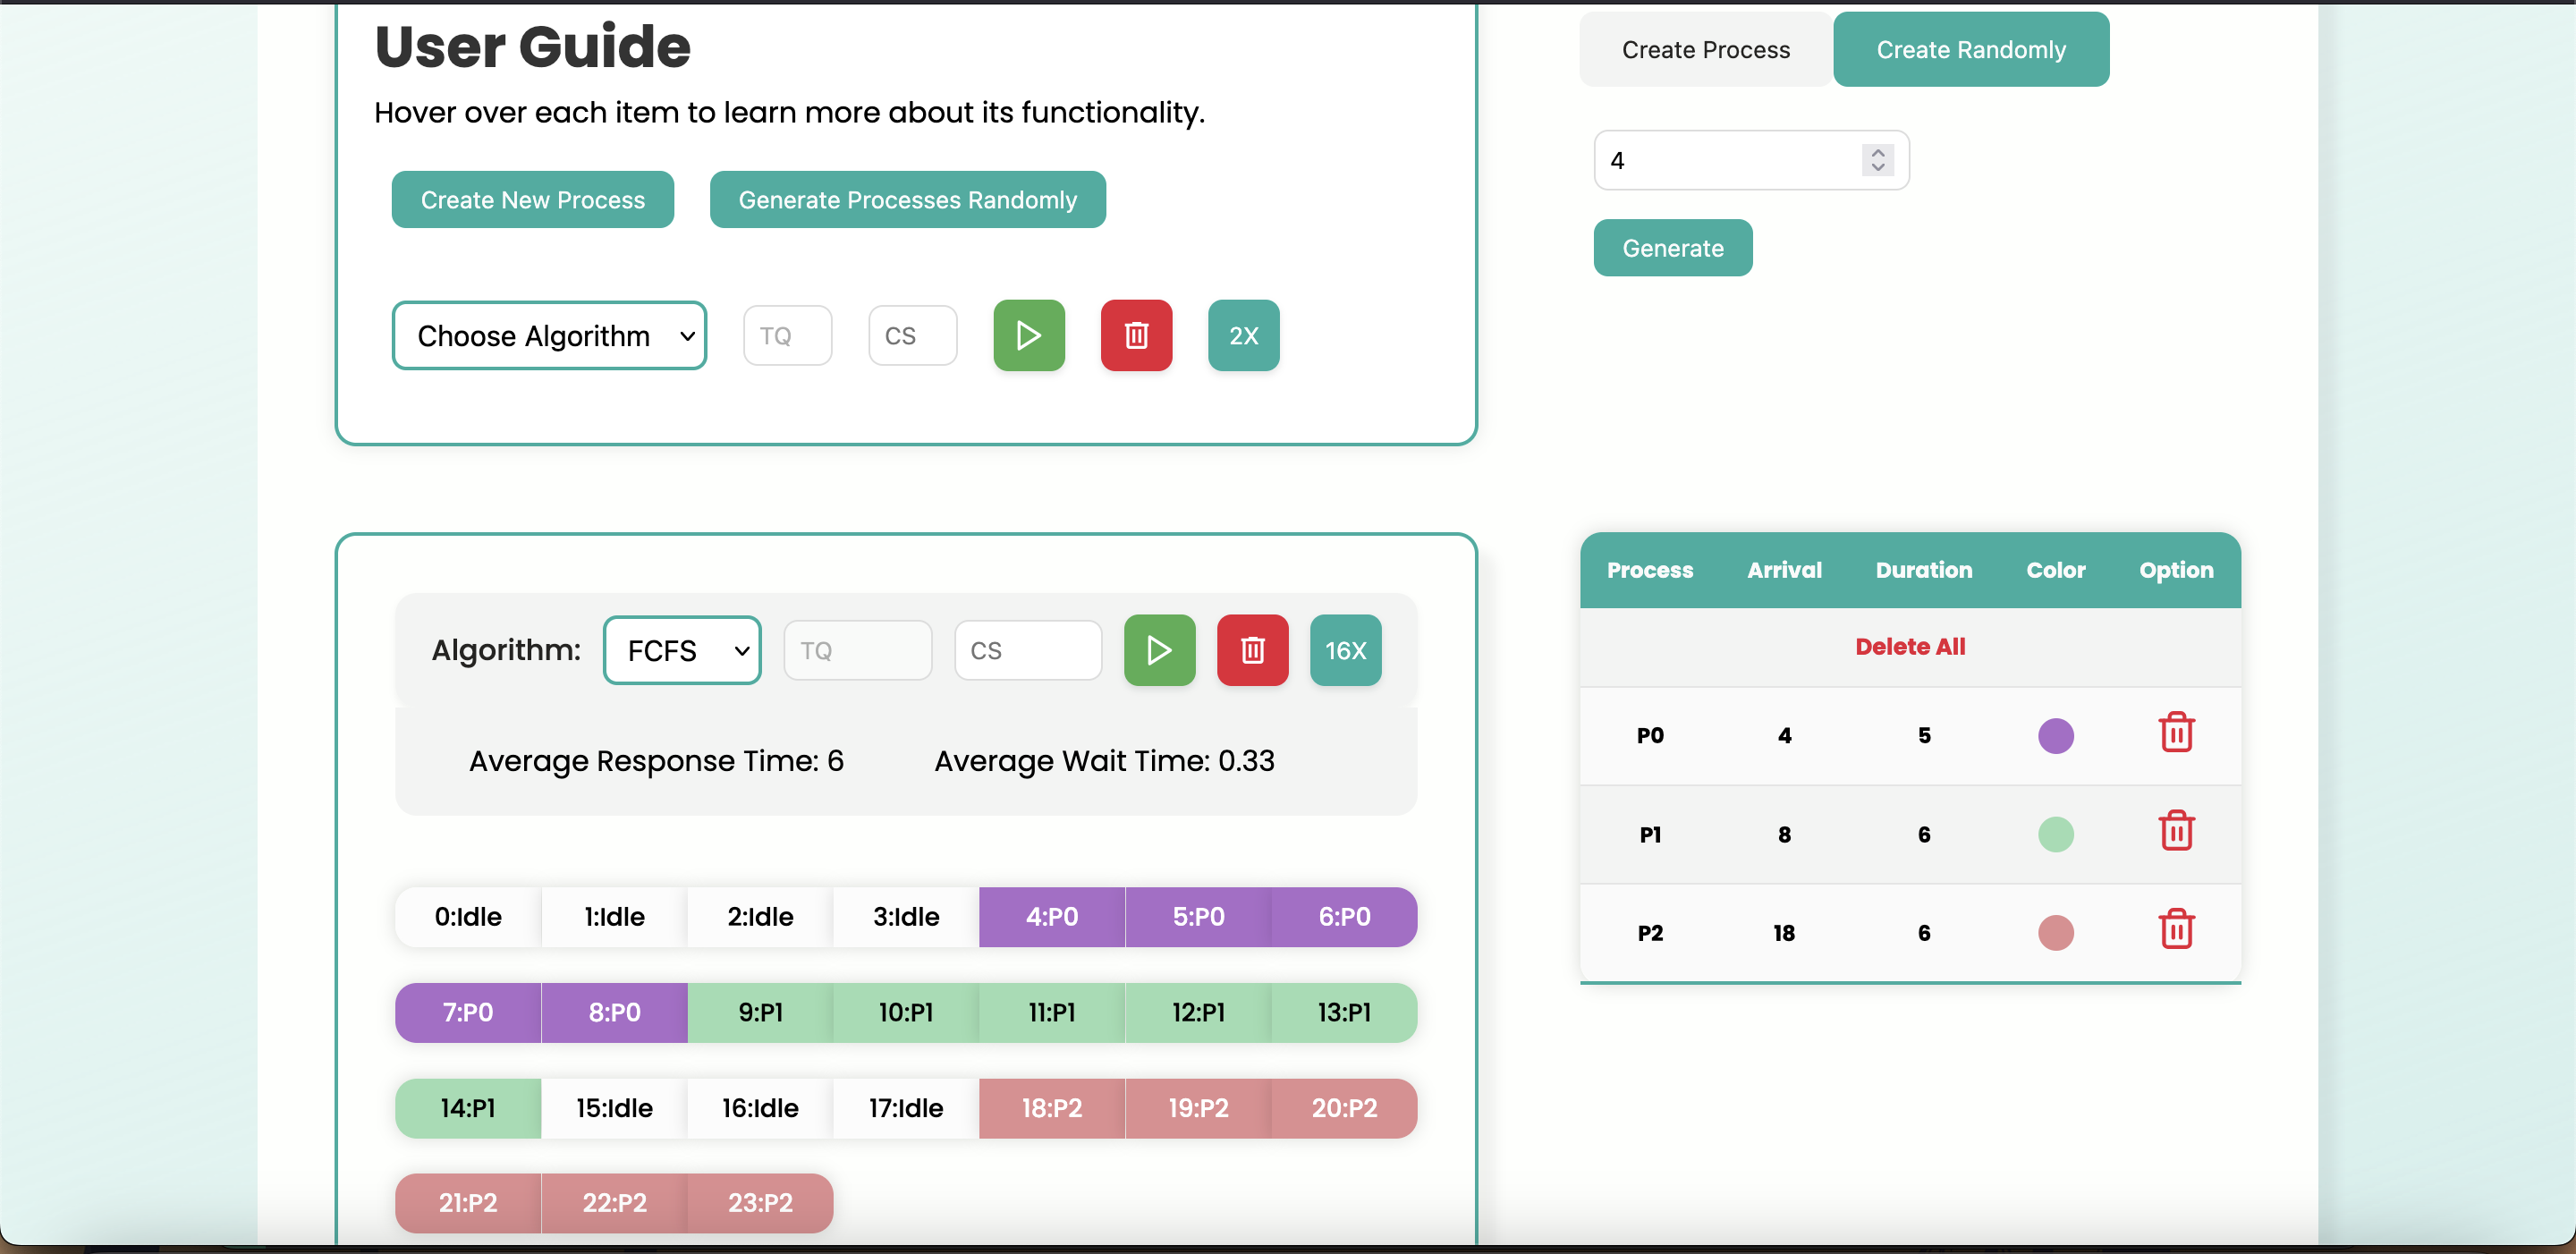 User Guide
Hover over each item to learn more about its functionality.
Create New Process Generate Processes Randomly
Choose Algorithm TQ CS 2X
Create Process Create Randomly
4
Generate
Algorithm: FCFS TQ CS 16X
Average Response Time: 6 Average Wait Time: 0.33
0:Idle 1:Idle 2:Idle 3:Idle 4:P0 5:P0 6:P0
7:P0 8:P0 9:P1 10:P1 11:P1 12:P1 13:P1
14:P1 15:Idle 16:Idle 17:Idle 18:P2 19:P2 20:P2
21:P2 22:P2 23:P2
Process Arrival Duration Color Option
Delete All
P0 4 5
P1 8 6
P2 18 6